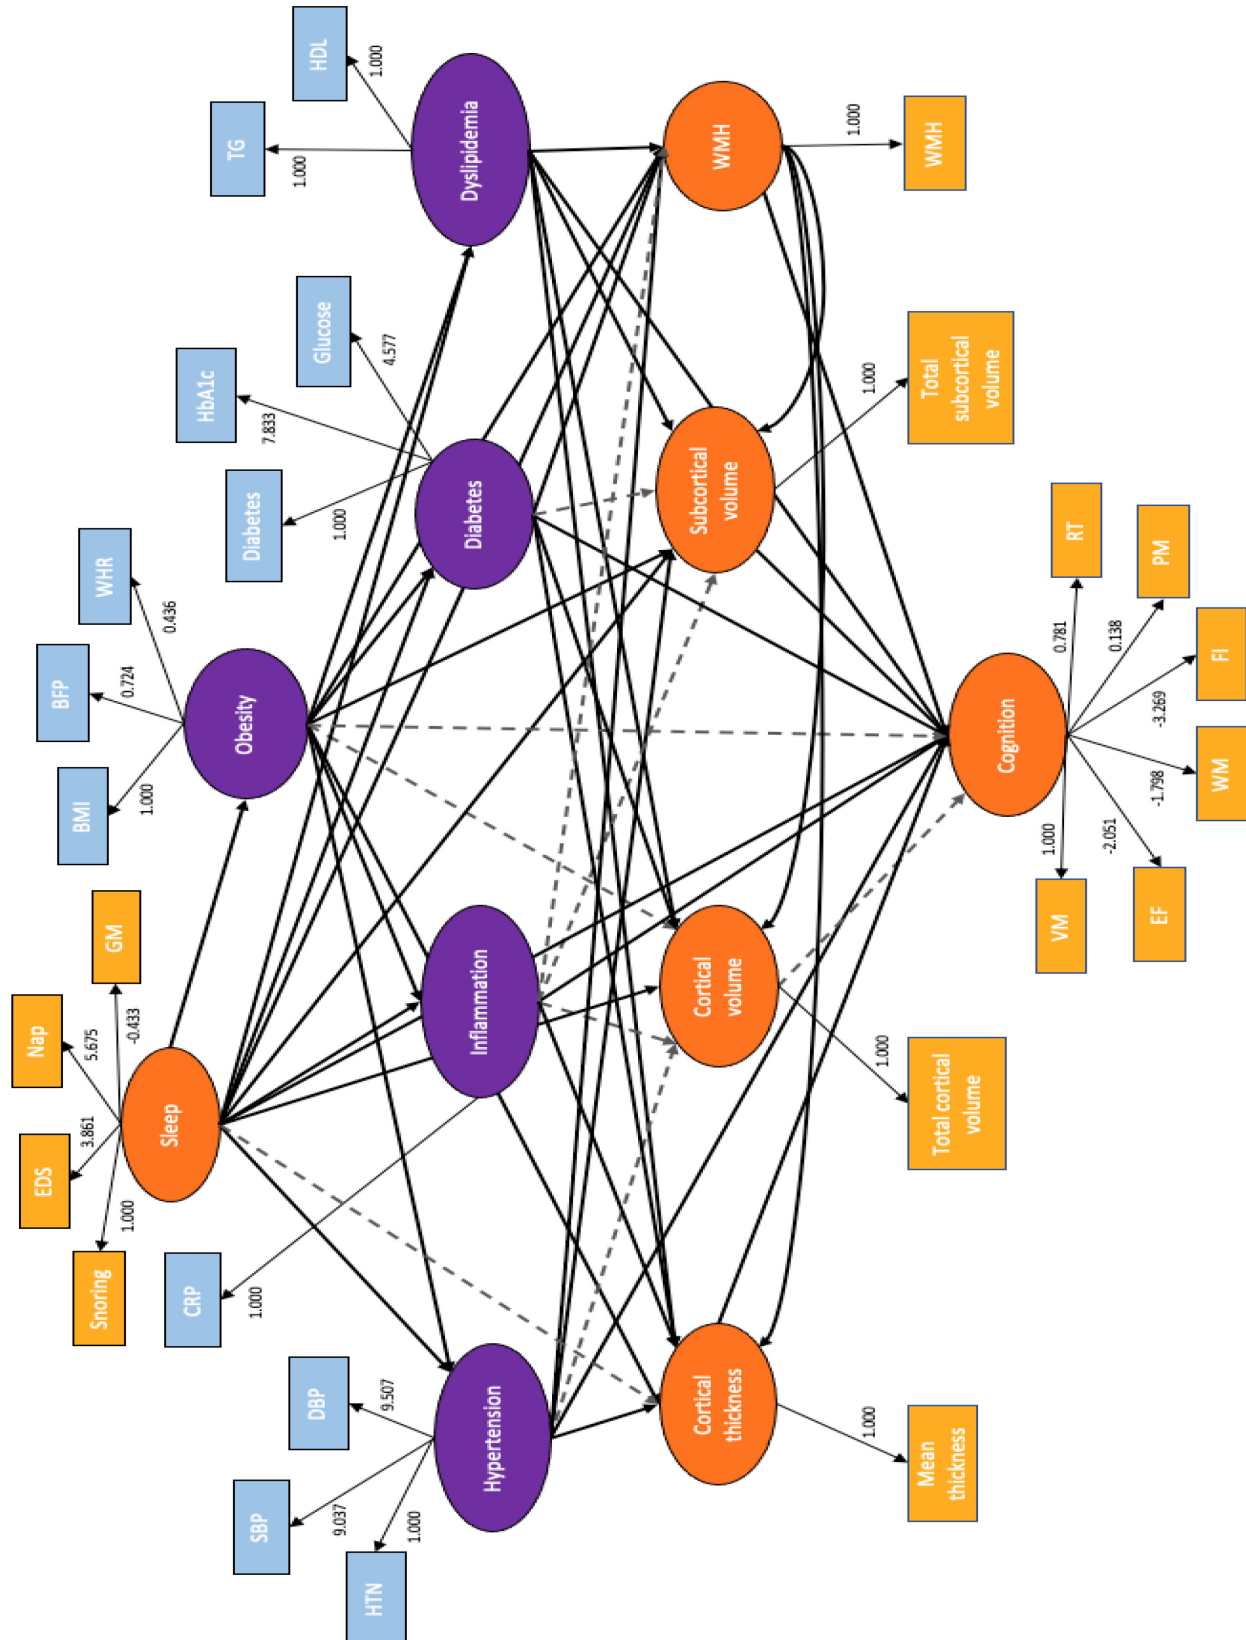 Snoring
EDS
Nap
GM
1.000
3.861
5.675
-0.433
Sleep
BMI
BFP
WHR
1.000
0.724
0.436
Obesity
CRP
1.000
HTN
SBP
DBP
1.000
9.037
9.507
Hypertension
Inflammation
Diabetes
HbA1c
Glucose
1.000
7.833
4.577
Diabetes
TG
HDL
1.000
1.000
Dyslipidemia
Cortical
thickness
Cortical
volume
Subcortical
volume
WMH
1.000
1.000
1.000
1.000
Mean
thickness
Total cortical
volume
Total
subcortical
volume
WMH
Cognition
1.000
-2.051
-1.798
-3.269
0.138
0.781
VM
EF
WM
FI
PM
RT